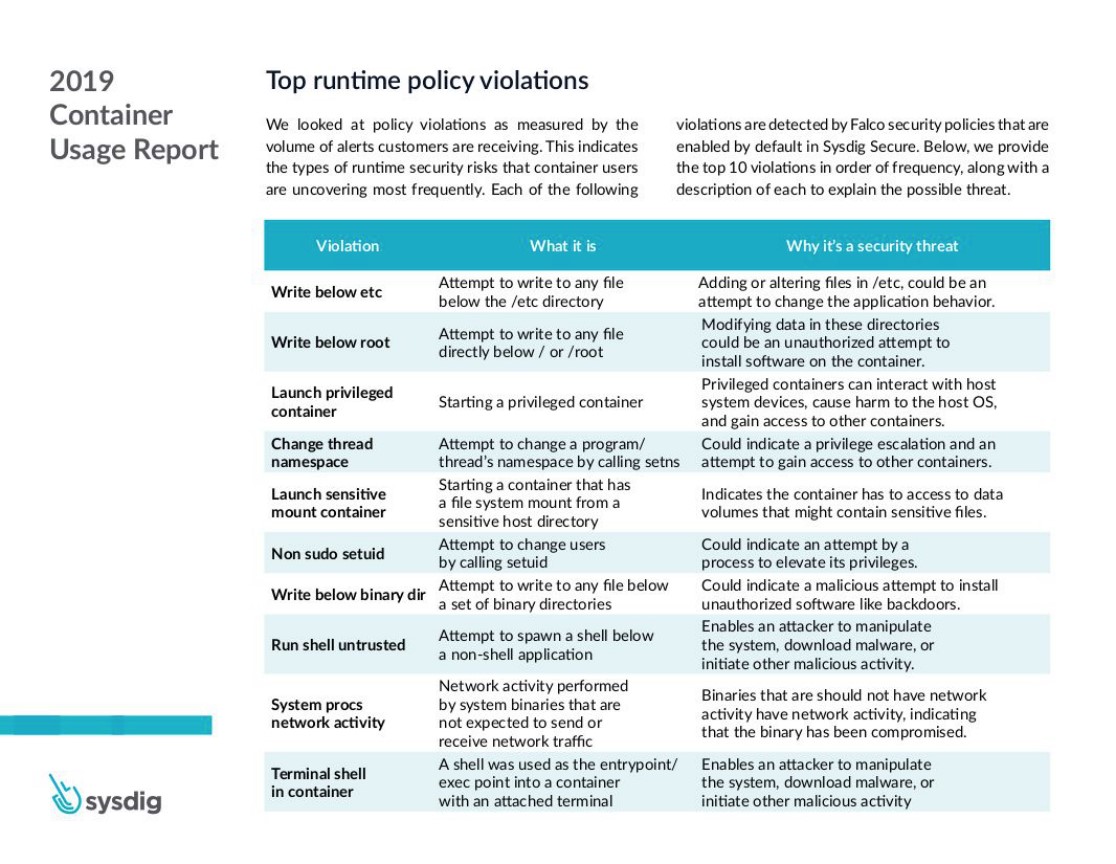 2019
Container
Usage Report
Top runtime policy violations
We looked at policy violations as measured by the
volume of alerts customers are receiving. This indicates
the types of runtime security risks that container users
are uncovering most frequently. Each of the following
violations are detected by Falco security policies that are
enabled by default in Sysdig Secure. Below, we provide
the top 10 violations in order of frequency, along with a
description of each to explain the possible threat.
Violation What it is Why it's a security threat
Write below etc
Attempt to write to any file
below the /etc directory
Adding or altering files in /etc, could be an
attempt to change the application behavior.
Write below root
Attempt to write to any file
directly below / or /root
Modifying data in these directories
could be an unauthorized attempt to
install software on the container.
Launch privileged
container
Starting a privileged container
Privileged containers can interact with host
system devices, cause harm to the host OS,
and gain access to other containers.
Change thread
namespace
Attempt to change a program/
thread's namespace by calling setns
Could indicate a privilege escalation and an
attempt to gain access to other containers.
Launch sensitive
mount container
Starting a container that has
a file system mount from a
sensitive host directory
Indicates the container has to access to data
volumes that might contain sensitive files.
Non sudo setuid
Attempt to change users
by calling setuid
Could indicate an attempt by a
process to elevate its privileges.
Write below binary dir
Attempt to write to any file below
a set of binary directories
Could indicate a malicious attempt to install
unauthorized software like backdoors.
Run shell untrusted
Attempt to spawn a shell below
a non-shell application
Enables an attacker to manipulate
the system, download malware, or
initiate other malicious activity.
System procs
network activity
Network activity performed
by system binaries that are
not expected to send or
receive network traffic
Binaries that are should not have network
activity have network activity, indicating
that the binary has been compromised.
Terminal shell
in container
A shell was used as the entrypoint/
exec point into a container
with an attached terminal
Enables an attacker to manipulate
the system, download malware, or
initiate other malicious activity
sysdig